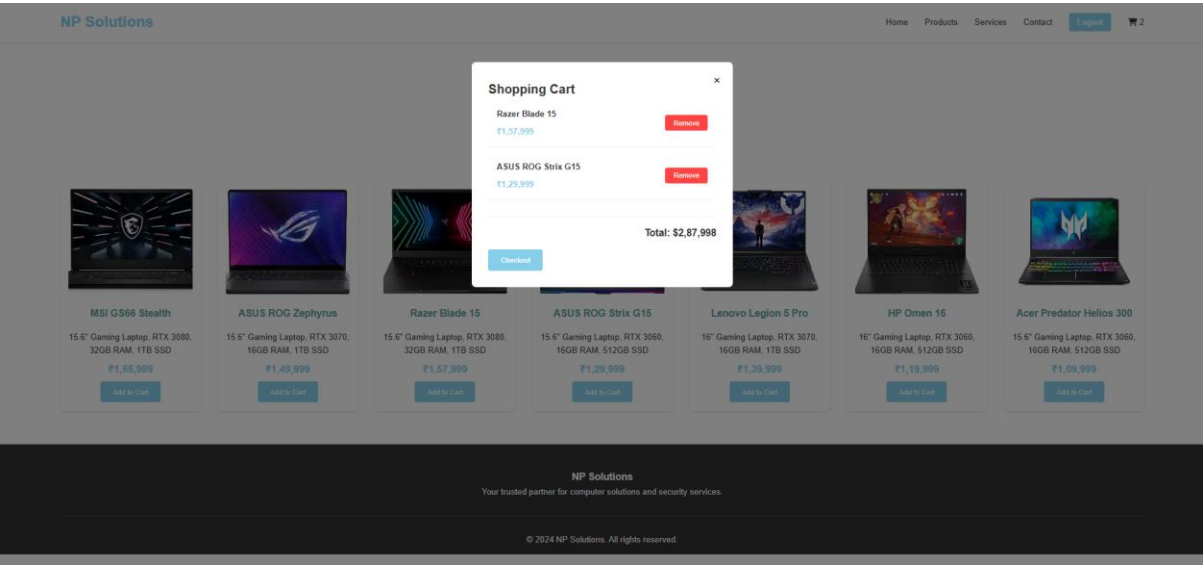 NP Solutions
Home Products Services Contact Logout 2
Shopping Cart
×
Razer Blade 15
₹1,57,999
Remove
ASUS ROG Strix G15
₹1,29,999
Remove
Total: $2,87,998
Checkout
MSI GS66 Stealth
15.6" Gaming Laptop, RTX 3080,
32GB RAM, 1TB SSD
₹1,65,999
Add to Cart
ASUS ROG Zephyrus
15.6" Gaming Laptop, RTX 3070,
16GB RAM, 1TB SSD
₹1,49,999
Add to Cart
Razer Blade 15
15.6" Gaming Laptop, RTX 3080,
32GB RAM, 1TB SSD
₹1,57,999
Add to Cart
ASUS ROG Strix G15
15.6" Gaming Laptop, RTX 3060,
16GB RAM, 512GB SSD
₹1,29,999
Add to Cart
Lenovo Legion 5 Pro
16" Gaming Laptop, RTX 3070,
16GB RAM, 1TB SSD
₹1,39,999
Add to Cart
HP Omen 16
16" Gaming Laptop, RTX 3060,
16GB RAM, 512GB SSD
₹1,19,999
Add to Cart
Acer Predator Helios 300
15.6" Gaming Laptop, RTX 3060,
16GB RAM, 512GB SSD
₹1,09,999
Add to Cart
NP Solutions
Your trusted partner for computer solutions and security services.
© 2024 NP Solutions. All rights reserved.